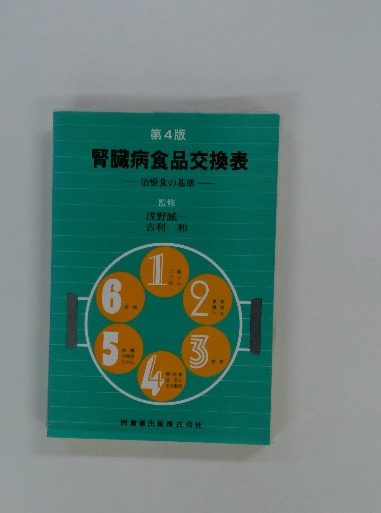 第4版
腎臓病食品交換表
治療食の基準
監修
浅野誠一
吉利 和
1
2
3
4
5
6
医歯薬出版株式会社